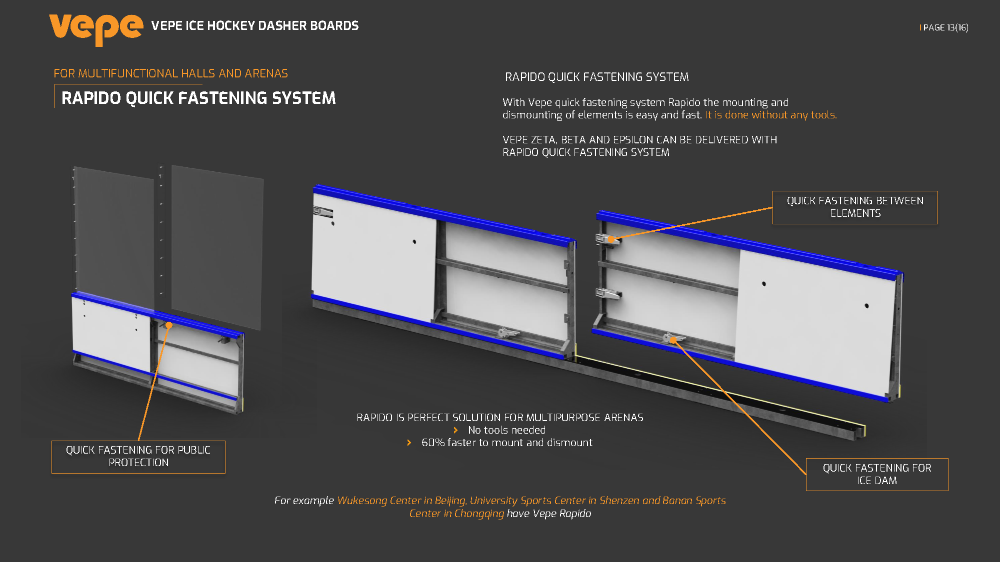 vepe
VEPE ICE HOCKEY DASHER BOARDS
I PAGE 13(16)
FOR MULTIFUNCTIONAL HALLS AND ARENAS
RAPIDO QUICK FASTENING SYSTEM
RAPIDO QUICK FASTENING SYSTEM
With Vepe quick fastening system Rapido the mounting and
dismounting of elements is easy and fast. It is done without any tools.
VEPE ZETA, BETA AND EPSILON CAN BE DELIVERED WITH
RAPIDO QUICK FASTENING SYSTEM
QUICK FASTENING BETWEEN
ELEMENTS
RAPIDO IS PERFECT SOLUTION FOR MULTIPURPOSE ARENAS
› No tools needed
› 60% faster to mount and dismount
QUICK FASTENING FOR PUBLIC
PROTECTION
QUICK FASTENING FOR
ICE DAM
For example Wukesong Center in Beijing, University Sports Center in Shenzen and Banan Sports
Center in Chongqing have Vepe Rapido